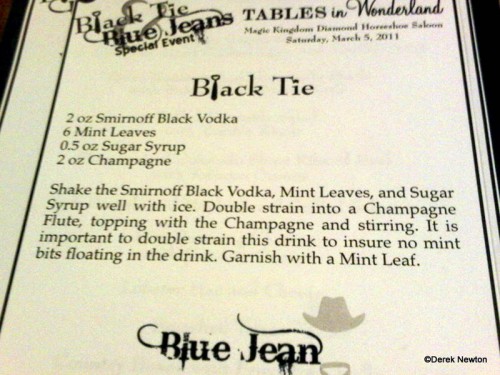 Black Tie
&
Blue Jeans
Special Event
TABLES in Wonderland
Magic Kingdom Diamond Horseshoe Saloon
Saturday, March 5, 2011
Black Tie
2 oz Smirnoff Black Vodka
6 Mint Leaves
0.5 oz Sugar Syrup
2 oz Champagne
Shake the Smirnoff Black Vodka, Mint Leaves, and Sugar
Syrup well with ice. Double strain into a Champagne
Flute, topping with the Champagne and stirring. It is
important to double strain this drink to insure no mint
bits floating in the drink. Garnish with a Mint Leaf.
Blue Jean
©Derek Newton